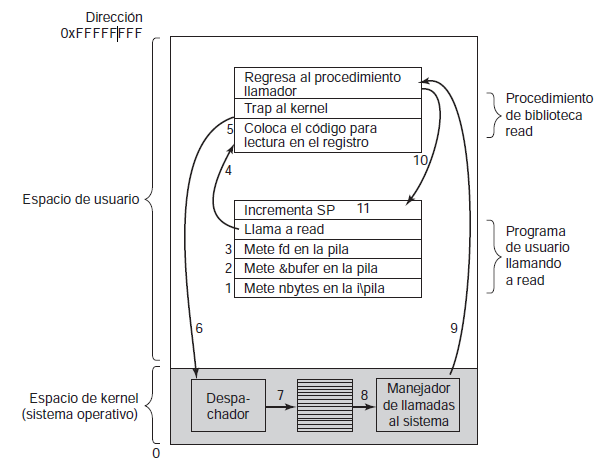 Dirección
0xFFFFFFFF
Regresa al procedimiento
llamador
Trap al kernel
5 Coloca el código para
lectura en el registro
4
10
Procedimiento
de biblioteca
read
Espacio de usuario
Incrementa SP 11
Llama a read
3 Mete fd en la pila
2 Mete &bufer en la pila
1 Mete nbytes en la i\pila
Programa
de usuario
llamando
a read
6
9
Espacio de kernel
(sistema operativo)
Despa-
chador
7
8
Manejador
de llamadas
al sistema
0